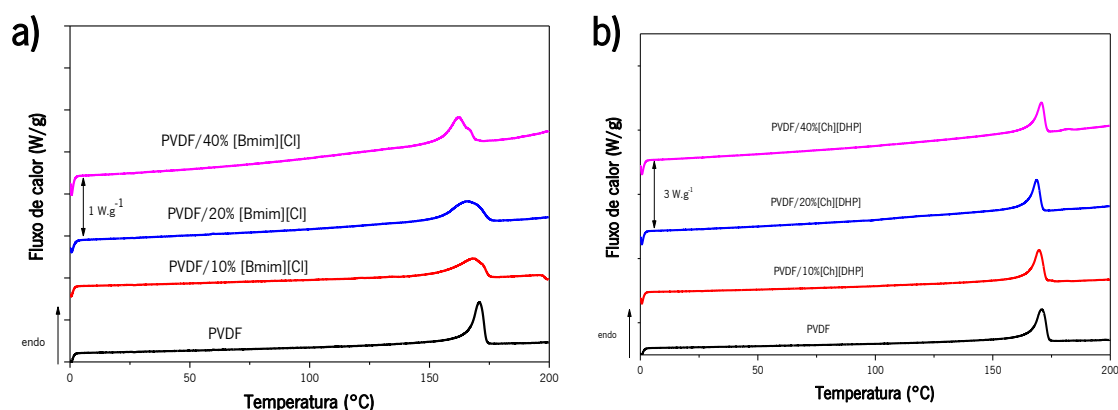 a)
Fluxo de calor (W/g)
PVDF/40% [Bmim][Cl]
1 W.g-1
PVDF/20% [Bmim][Cl]
PVDF/10% [Bmim][Cl]
PVDF
endo
0 50 100 150 200
Temperatura (°C)
b)
Fluxo de calor (W/g)
PVDF/40%[Ch][DHP]
3 W.g-1
PVDF/20%[Ch][DHP]
PVDF/10%[Ch][DHP]
PVDF
endo
0 50 100 150 200
Temperatura (°C)